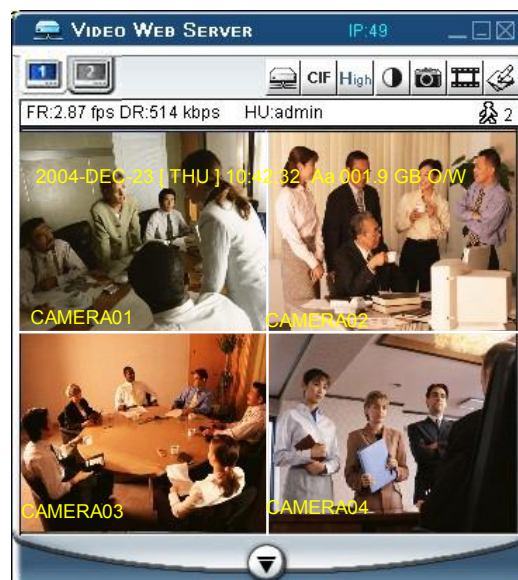 VIDEO WEB SERVER IP:49
1 2 CIF High
FR:2.87 fps DR:514 kbps HU:admin 2
2004-DEC-23 [ THU ] 10:42:32 Aa 001.9 GB O/W
CAMERA01 CAMERA02
CAMERA03 CAMERA04